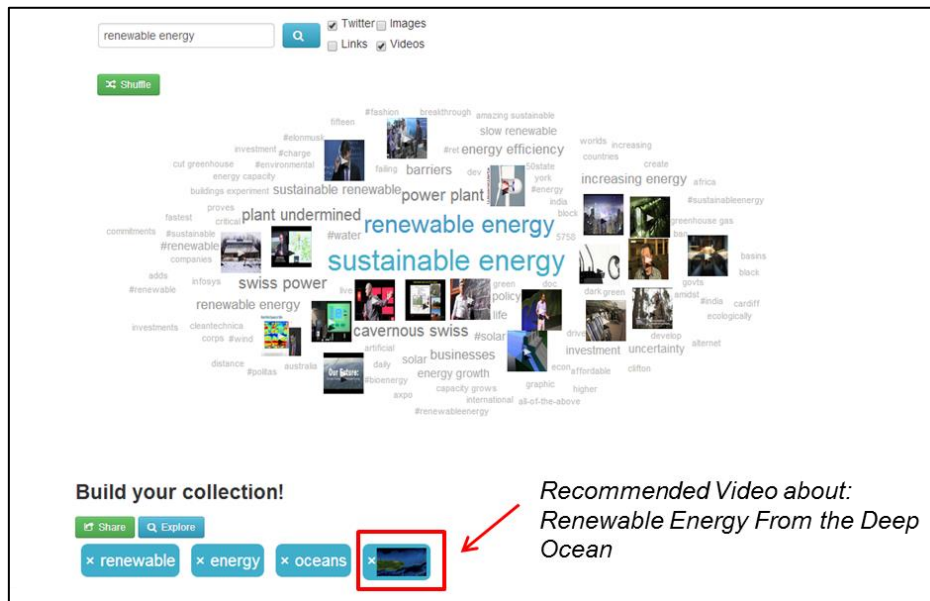 renewable energy
Twitter Images
Links Videos
Shuffle
#fashion breakthrough amazing sustainable
fifteen
slow renewable
#elonmusk
investment #charge
#ret energy efficiency
worlds increasing
countries
cut greenhouse #environmental
energy capacity
failing barriers dev
50state
york
create
increasing energy africa
buildings experiment sustainable renewable power plant
#energy
india
#sustainableenergy
proves
fastest critical plant undermined renewable energy block
greenhouse gas
commitments #sustainable #water 5758 ban
#renewable
companies
sustainable energy
basins
black
adds
infosys swiss power live green doc dark green govts
#renewable
renewable energy policy amidst #india cardiff
life ecologically
investments cleantechnica cavernous swiss #solar drive develop
corps #wind alternet
artificial
solar businesses investment uncertainty
distance australia daily econ affordable clifton
#politas energy growth
Our Future:
#bioenergy capacity grows graphic higher
axpo international all-of-the-above
#renewableenergy
Build your collection!
Share Explore
× renewable × energy × oceans ×
Recommended Video about:
Renewable Energy From the Deep
Ocean